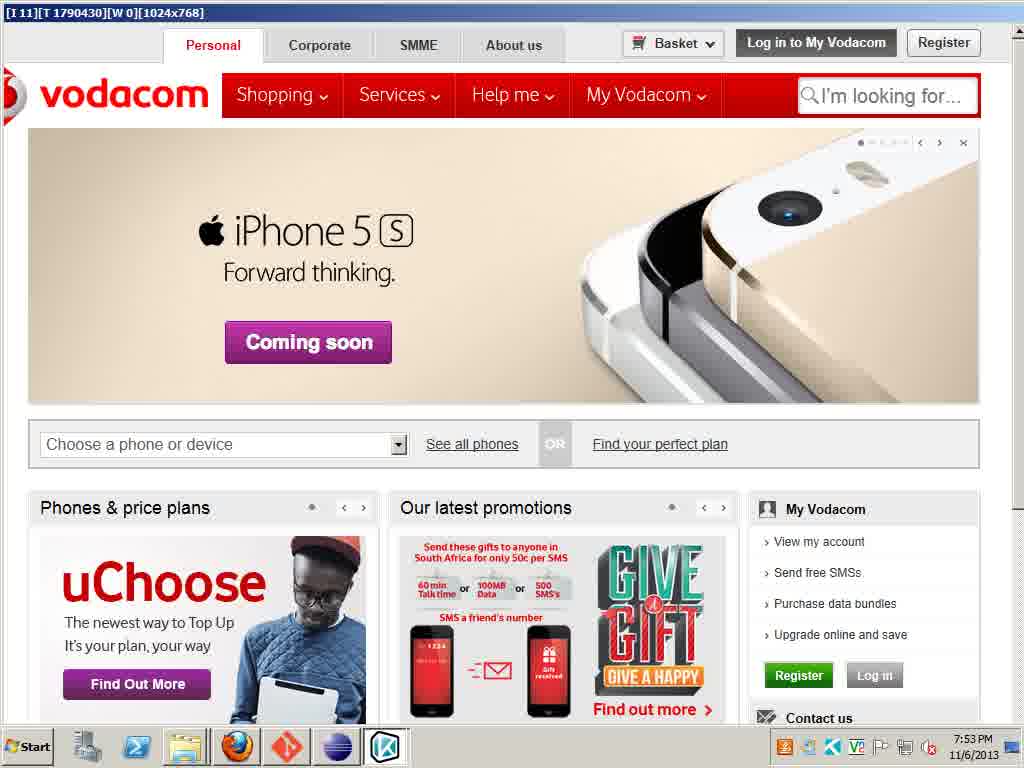 [I 11][T 1790430][W 0][1024x768]
Personal
Corporate
SMME
About us
Basket
Log in to My Vodacom
Register
vodacom
Shopping
Services
Help me
My Vodacom
I'm looking for...
iPhone 5 S
Forward thinking.
Coming soon
Choose a phone or device
See all phones
OR
Find your perfect plan
Phones & price plans
uChoose
The newest way to Top Up
It's your plan, your way
Find Out More
Our latest promotions
Send these gifts to anyone in
South Africa for only 50c per SMS
60 min Talk time or 100MB Data or 500 SMS's
SMS a friend's number
1234
Gift
received
GIVE
A
GIFT
GIVE A HAPPY
Find out more >
My Vodacom
› View my account
› Send free SMSs
› Purchase data bundles
› Upgrade online and save
Register
Log in
Contact us
Start
7:53 PM
11/6/2013